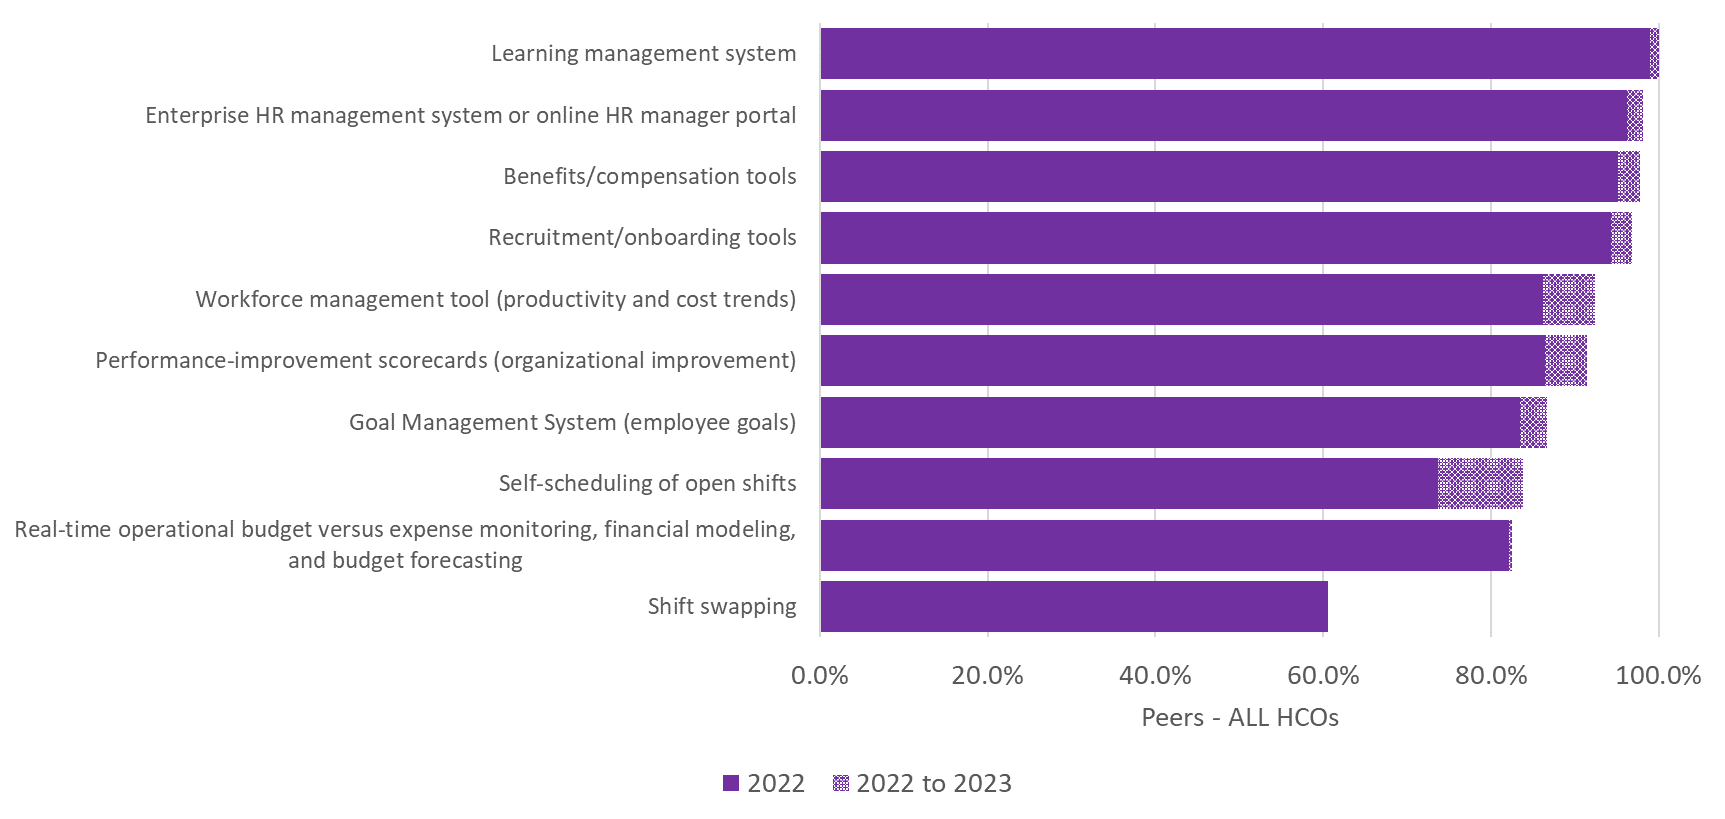 Learning management system
Enterprise HR management system or online HR manager portal
Benefits/compensation tools
Recruitment/onboarding tools
Workforce management tool (productivity and cost trends)
Performance-improvement scorecards (organizational improvement)
Goal Management System (employee goals)
Self-scheduling of open shifts
Real-time operational budget versus expense monitoring, financial modeling,
and budget forecasting
Shift swapping
0.0% 20.0% 40.0% 60.0% 80.0% 100.0%
Peers - ALL HCOs
2022 2022 to 2023